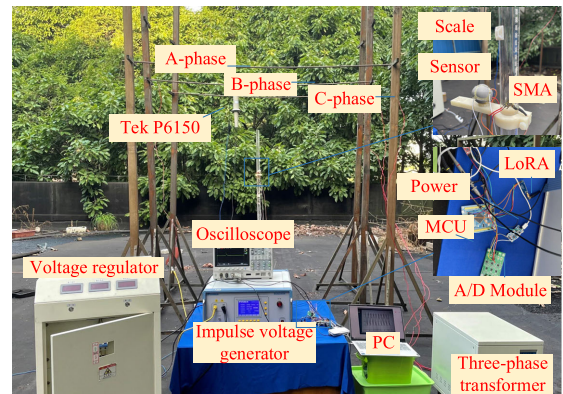 Scale
A-phase
Sensor
B-phase
SMA
C-phase
Tek P6150
LoRA
Power
MCU
Oscilloscope
Voltage regulator
A/D Module
Impulse voltage
generator
PC
Three-phase
transformer